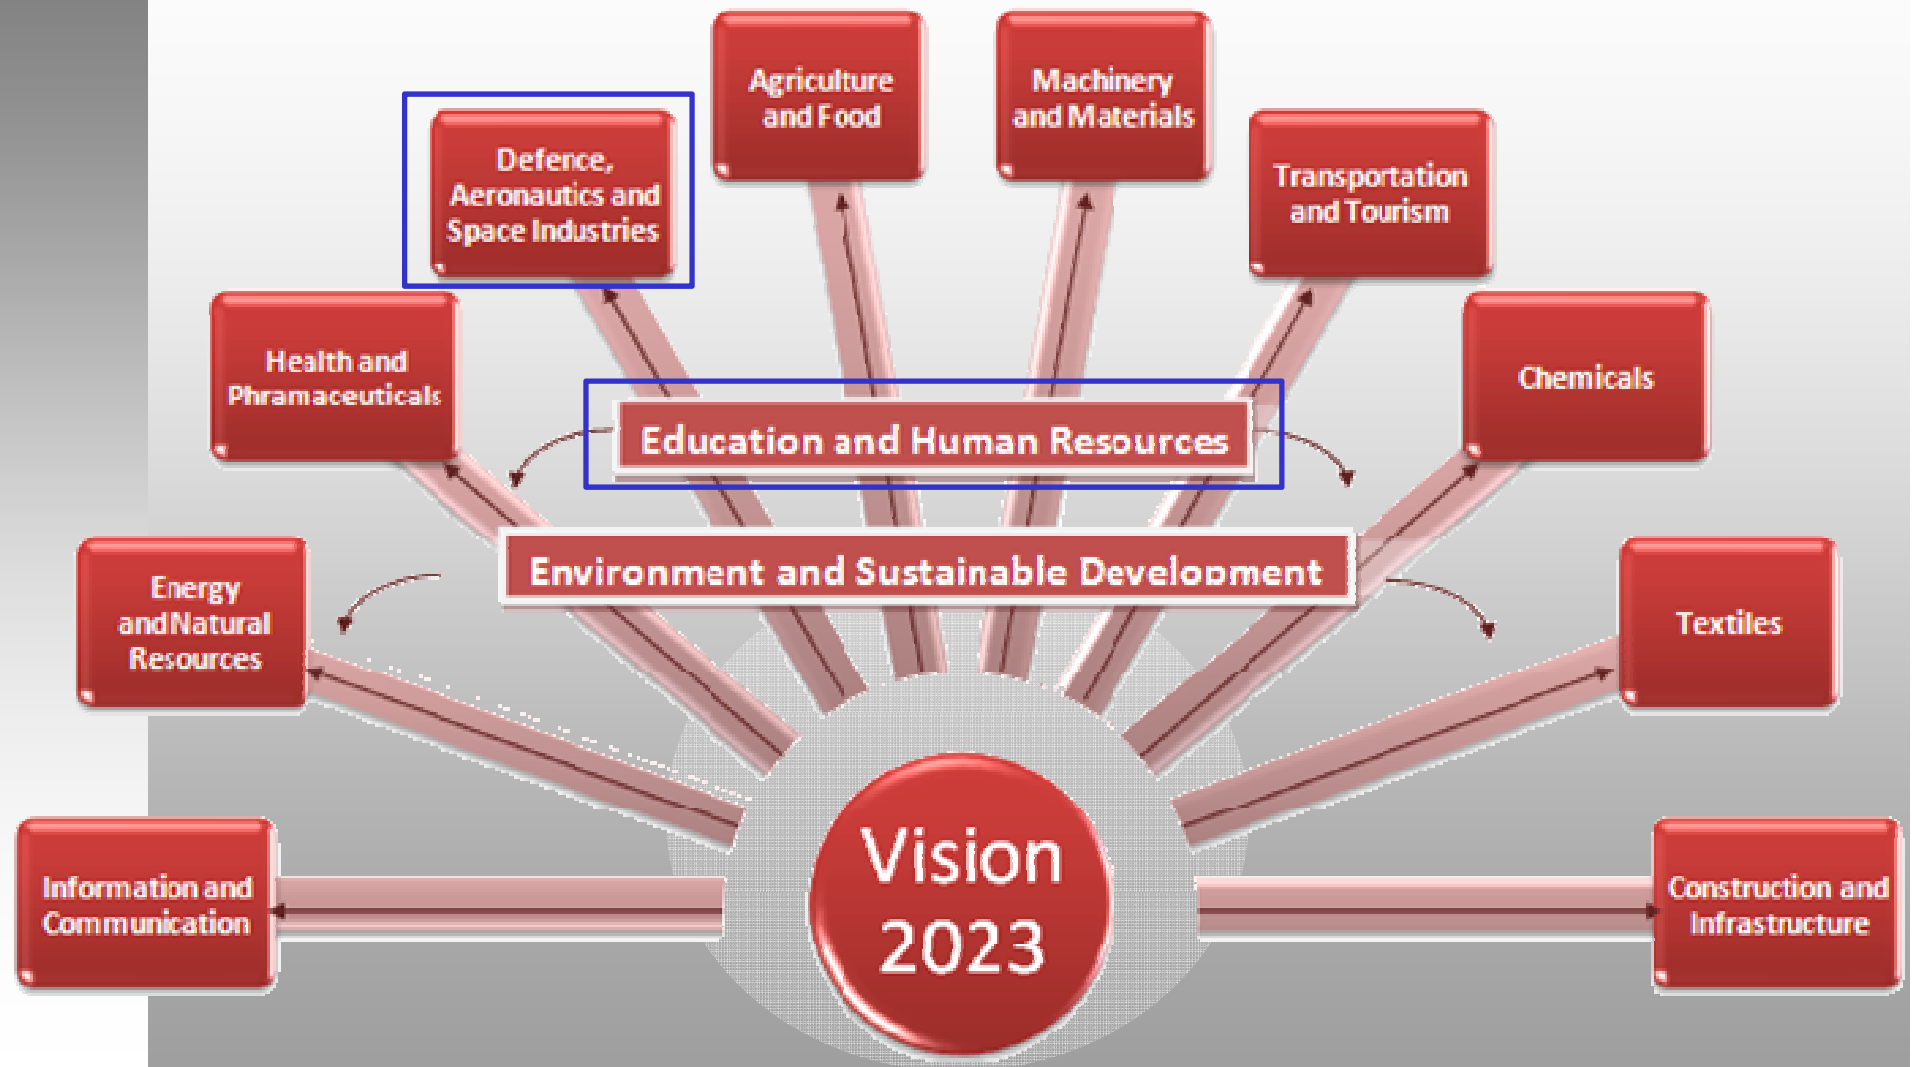 Agriculture
and Food
Machinery
and Materials
Defence,
Aeronautics and
Space Industries
Transportation
and Tourism
Health and
Phramaceuticals
Chemicals
Education and Human Resources
Environment and Sustainable Development
Energy
and Natural
Resources
Textiles
Information and
Communication
Vision
2023
Construction and
Infrastructure